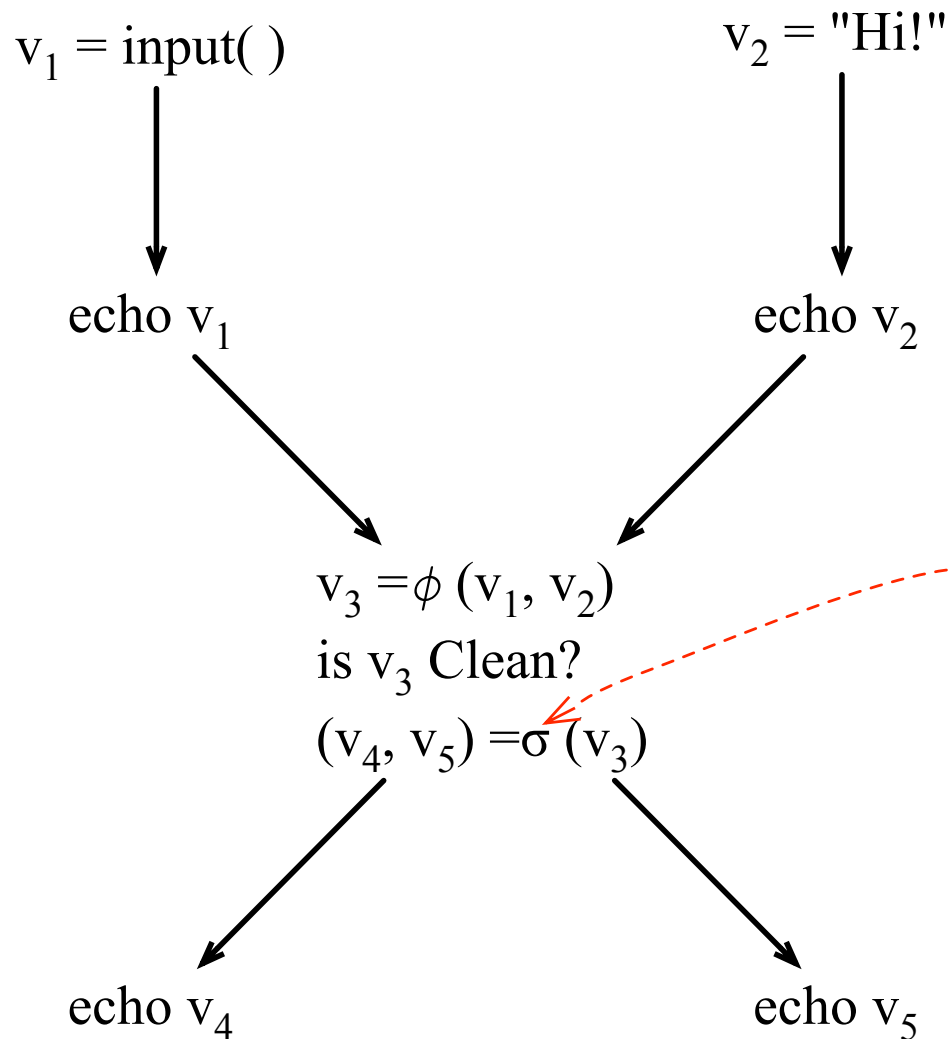 v₁ = input( )
v₂ = "Hi!"
echo v₁
echo v₂
v₃ =ϕ (v₁, v₂)
is v₃ Clean?
(v₄, v₅) =σ (v₃)
echo v₄
echo v₅